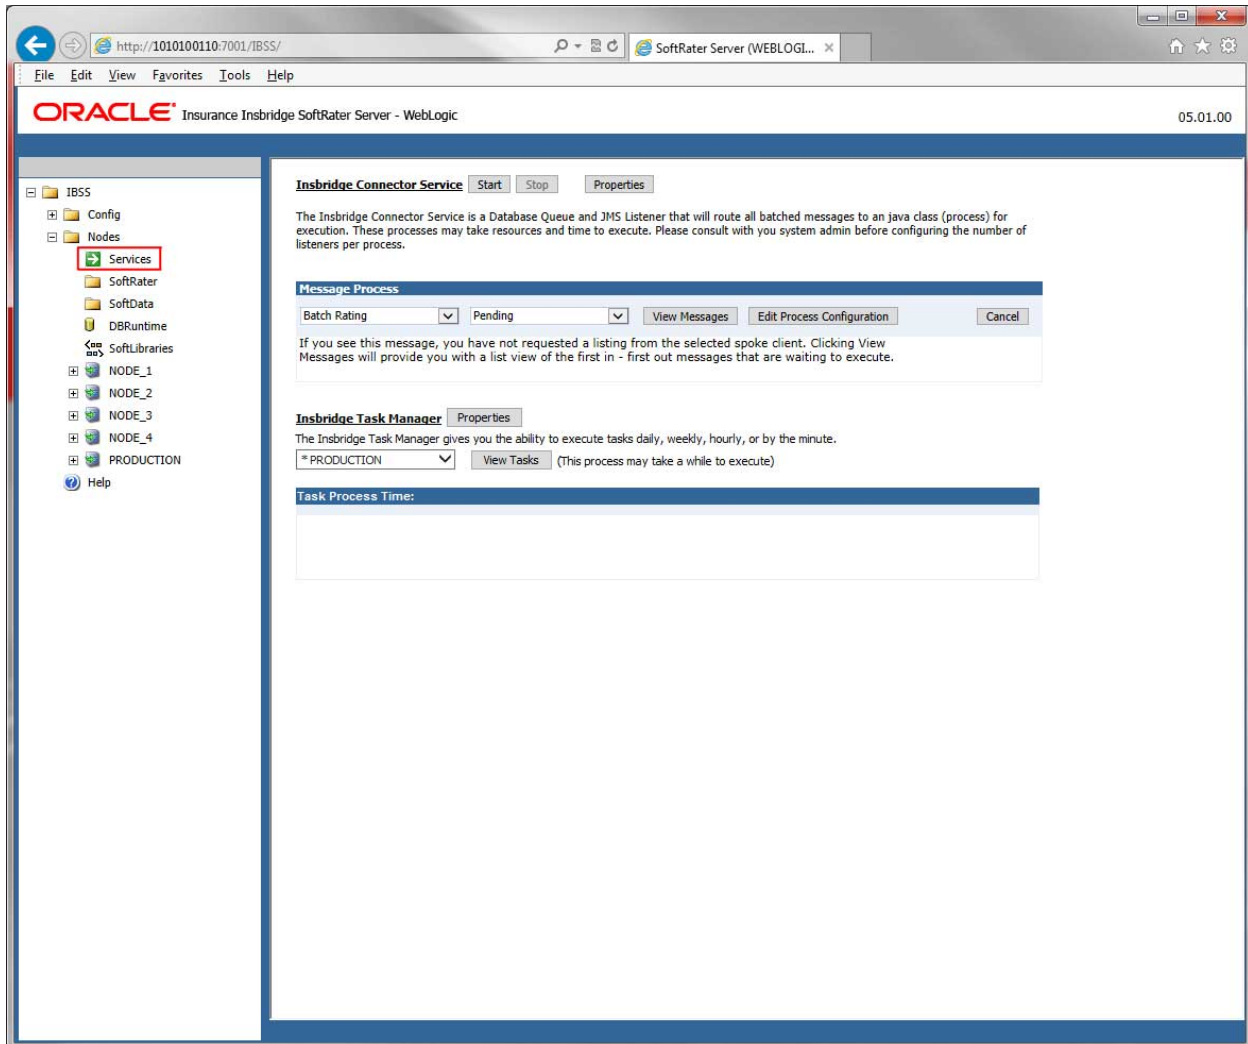 http://1010100110:7001/IBSS/
SoftRater Server (WEBLOGI...
File Edit View Favorites Tools Help
ORACLE Insurance Insbridge SoftRater Server - WebLogic
05.01.00
IBSS
Config
Nodes
Services
SoftRater
SoftData
DBRuntime
SoftLibraries
NODE_1
NODE_2
NODE_3
NODE_4
PRODUCTION
Help
Insbridge Connector Service Start Stop Properties
The Insbridge Connector Service is a Database Queue and JMS Listener that will route all batched messages to an java class (process) for
execution. These processes may take resources and time to execute. Please consult with you system admin before configuring the number of
listeners per process.
Message Process
Batch Rating Pending View Messages Edit Process Configuration Cancel
If you see this message, you have not requested a listing from the selected spoke client. Clicking View
Messages will provide you with a list view of the first in - first out messages that are waiting to execute.
Insbridge Task Manager Properties
The Insbridge Task Manager gives you the ability to execute tasks daily, weekly, hourly, or by the minute.
* PRODUCTION View Tasks (This process may take a while to execute)
Task Process Time: